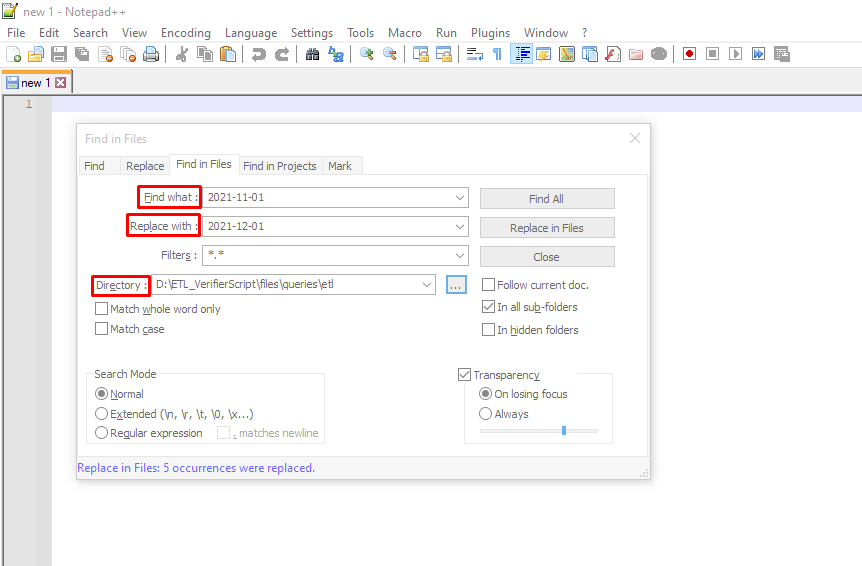 new 1 - Notepad++
File Edit Search View Encoding Language Settings Tools Macro Run Plugins Window ?
new 1
1
Find in Files
Find Replace Find in Files Find in Projects Mark
Find what : 2021-11-01 Find All
Replace with : 2021-12-01 Replace in Files
Filters : *.* Close
Directory : D:\ETL_VerifierScript\files\queries\etl ... Follow current doc.
Match whole word only In all sub-folders
Match case In hidden folders
Search Mode Transparency
Normal On losing focus
Extended (\n, \r, \t, \0, \x...) Always
Regular expression . matches newline
Replace in Files: 5 occurrences were replaced.